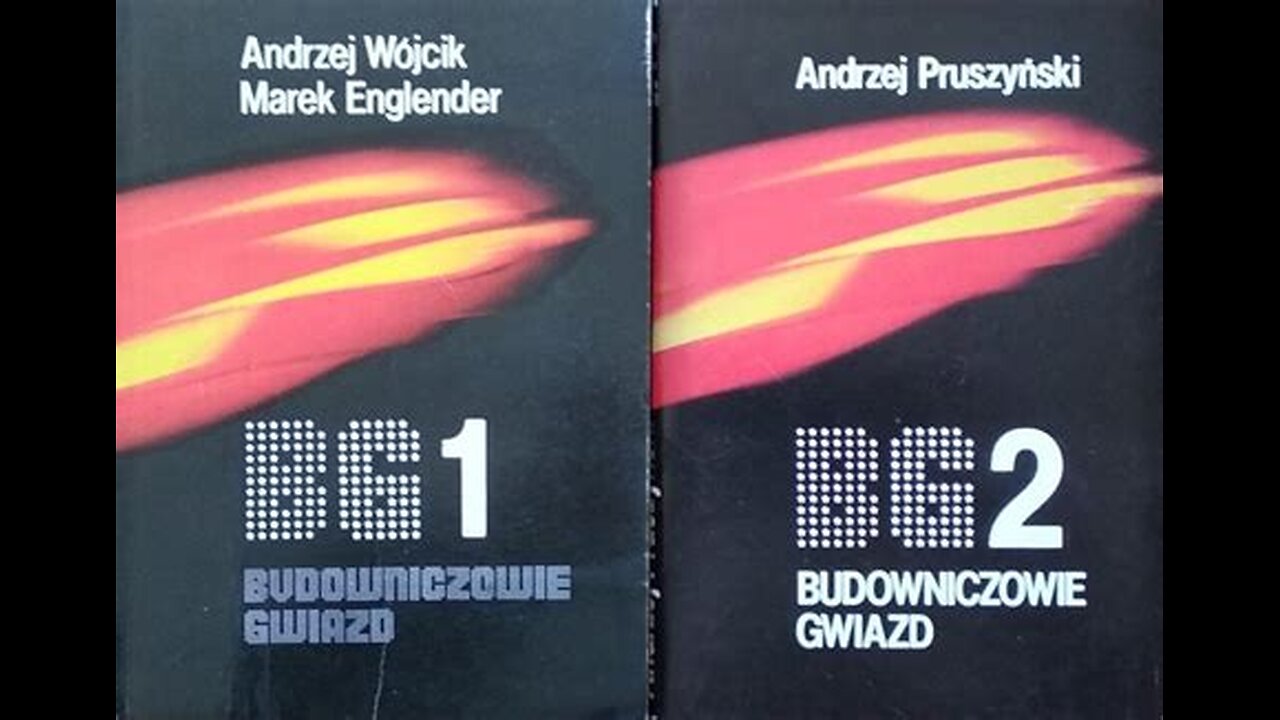 Andrzej Wójcik
Marek Englender
BG1
BUDOWNICZOWIE
GWIAZD
Andrzej Pruszyński
BG2
BUDOWNICZOWIE
GWIAZD